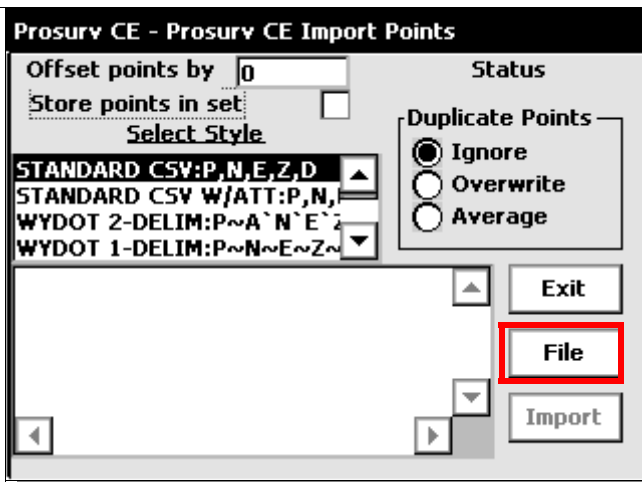 Prosurv CE - Prosurv CE Import Points
Offset points by 0
Status
Store points in set
Select Style
Duplicate Points
Ignore
Overwrite
Average
STANDARD CSV:P,N,E,Z,D
STANDARD CSV W/ATT:P,N,
WYDOT 2-DELIM:P~A`N`E`Z
WYDOT 1-DELIM:P~N~E~Z~
Exit
File
Import